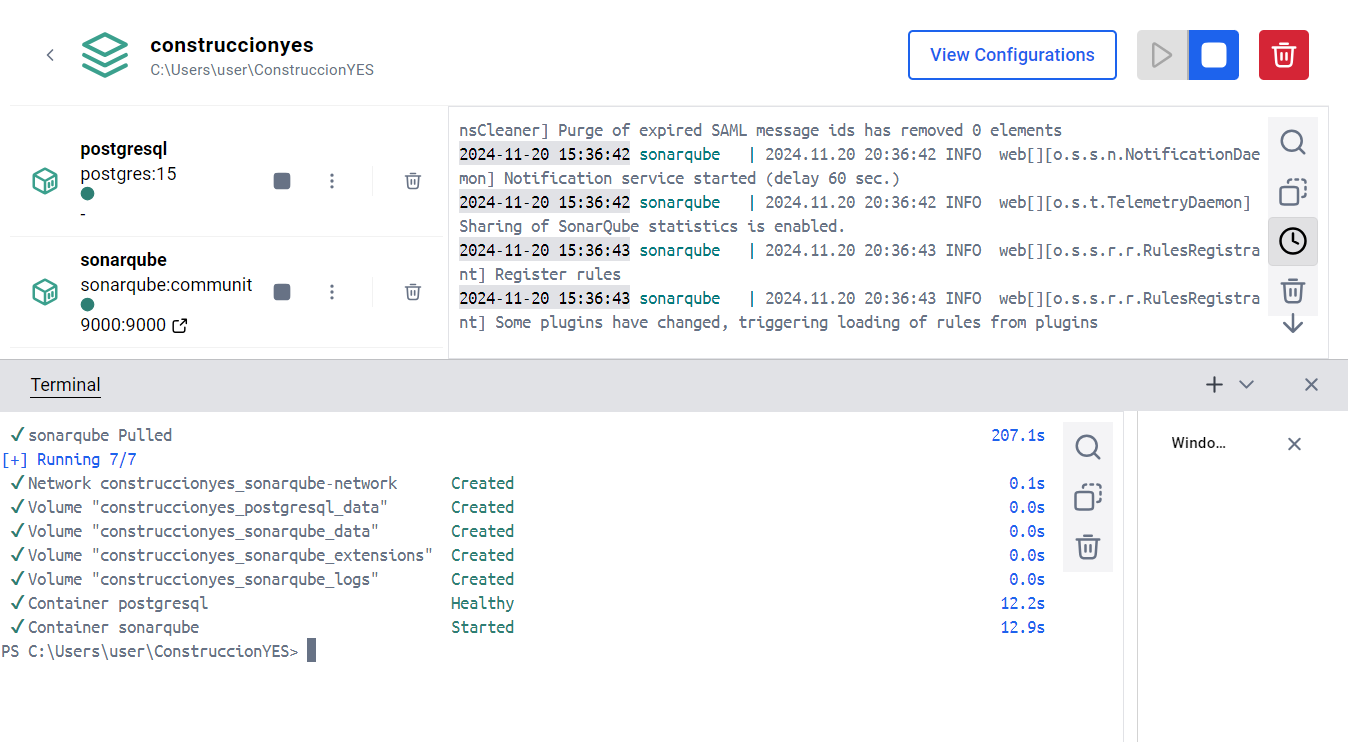 construccionyes
C:\Users\user\ConstruccionYES
View Configurations
postgresql
postgres:15
-
sonarqube
sonarqube:communit
9000:9000
nsCleaner] Purge of expired SAML message ids has removed 0 elements
2024-11-20 15:36:42 sonarqube | 2024.11.20 20:36:42 INFO web[][o.s.s.n.NotificationDae
mon] Notification service started (delay 60 sec.)
2024-11-20 15:36:42 sonarqube | 2024.11.20 20:36:42 INFO web[][o.s.t.TelemetryDaemon]
Sharing of SonarQube statistics is enabled.
2024-11-20 15:36:43 sonarqube | 2024.11.20 20:36:43 INFO web[][o.s.s.r.r.RulesRegistra
nt] Register rules
2024-11-20 15:36:43 sonarqube | 2024.11.20 20:36:43 INFO web[][o.s.s.r.r.RulesRegistra
nt] Some plugins have changed, triggering loading of rules from plugins
Terminal
✓ sonarqube Pulled 207.1s
[+] Running 7/7
✓ Network construccionyes_sonarqube-network Created 0.1s
✓ Volume "construccionyes_postgresql_data" Created 0.0s
✓ Volume "construccionyes_sonarqube_data" Created 0.0s
✓ Volume "construccionyes_sonarqube_extensions" Created 0.0s
✓ Volume "construccionyes_sonarqube_logs" Created 0.0s
✓ Container postgresql Healthy 12.2s
✓ Container sonarqube Started 12.9s
PS C:\Users\user\ConstruccionYES>
Windo...